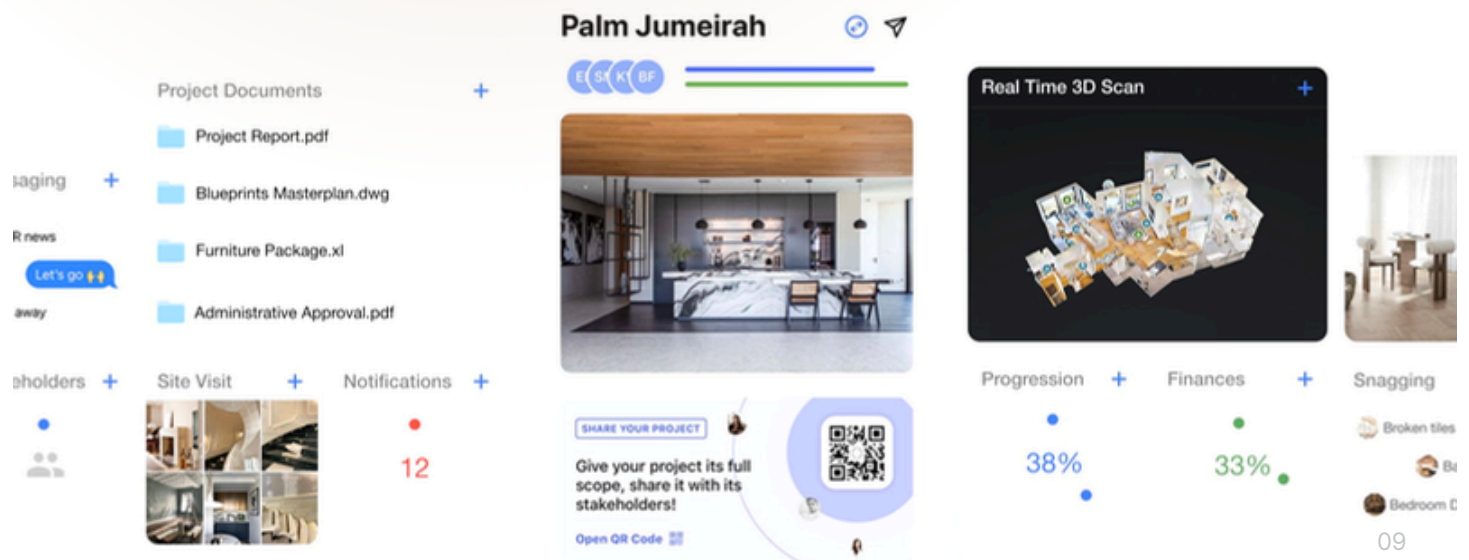 Palm Jumeirah
E
SN
K
BF
Project Documents +
Project Report.pdf
Blueprints Masterplan.dwg
Furniture Package.xl
Administrative Approval.pdf
saging +
R news
Let's go 🙌
away
eholders +
Site Visit +
Notifications +
12
SHARE YOUR PROJECT
Give your project its full
scope, share it with its
stakeholders!
Open QR Code
Real Time 3D Scan +
Progression +
38%
Finances +
33%
Snagging
Broken tiles
Ba
Bedroom D
09